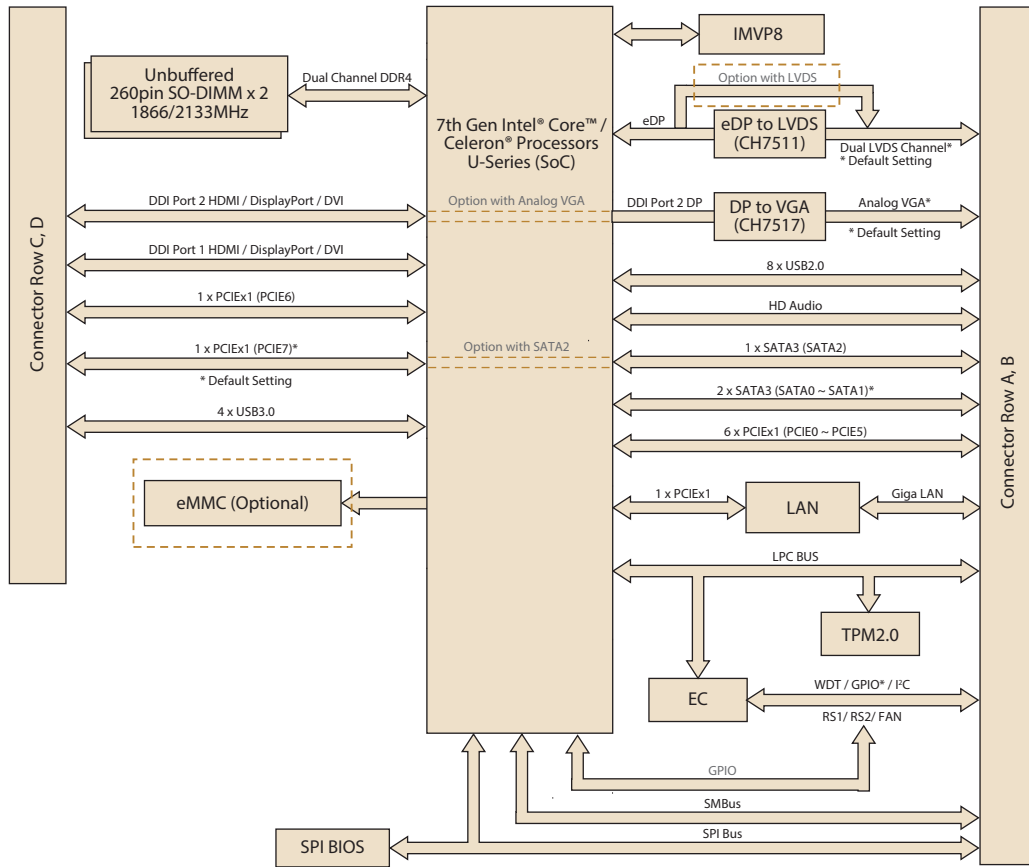 IMVP8
Unbuffered
260pin SO-DIMM x 2
1866/2133MHz
Dual Channel DDR4
Option with LVDS
7th Gen Intel® Core™ /
Celeron® Processors
U-Series (SoC)
eDP
eDP to LVDS
(CH7511)
Dual LVDS Channel*
* Default Setting
DDI Port 2 HDMI / DisplayPort / DVI
Option with Analog VGA
DDI Port 2 DP
DP to VGA
(CH7517)
Analog VGA*
* Default Setting
DDI Port 1 HDMI / DisplayPort / DVI
8 x USB2.0
1 x PCIEx1 (PCIE6)
HD Audio
1 x PCIEx1 (PCIE7)*
* Default Setting
Option with SATA2
1 x SATA3 (SATA2)
4 x USB3.0
2 x SATA3 (SATA0 ~ SATA1)*
6 x PCIEx1 (PCIE0 ~ PCIE5)
eMMC (Optional)
1 x PCIEx1
LAN
Giga LAN
LPC BUS
TPM2.0
EC
WDT / GPIO* / I²C
RS1/ RS2/ FAN
GPIO
SMBus
SPI BIOS
SPI Bus
Connector Row C, D
Connector Row A, B